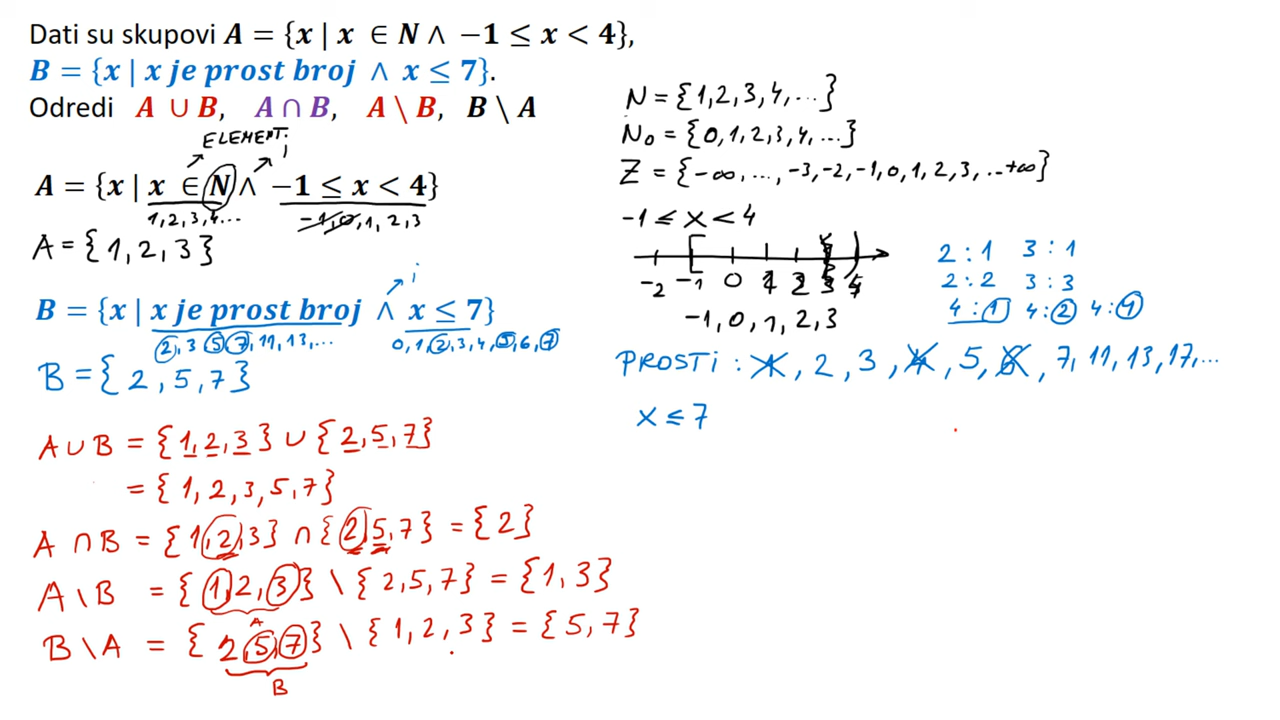 Dati su skupovi A = {x | x ∈ N ∧ −1 ≤ x < 4},
B = {x | x je prost broj ∧ x ≤ 7}.
Odredi A ∪ B, A ∩ B, A \ B, B \ A
ELEMENT i
A = {x | x ∈ N ∧ −1 ≤ x < 4}
1,2,3,4... −1,0,1,2,3
A = {1,2,3}
i
B = {x | x je prost broj ∧ x ≤ 7}
2,3,5,7,11,13,... 0,1,2,3,4,5,6,7
B = {2,5,7}
A∪B = {1,2,3} ∪ {2,5,7}
= {1,2,3,5,7}
A ∩ B = {1,2,3} ∩ {2,5,7} = {2}
A \ B = {1,2,3} \ {2,5,7} = {1,3}
A
B \ A = {2,5,7} \ {1,2,3} = {5,7}
B
N = {1,2,3,4,...}
N₀ = {0,1,2,3,4,...}
Z = {−∞,...,−3,−2,−1,0,1,2,3,...+∞}
−1 ≤ x < 4
−2 −1 0 1 2 3 4
−1,0,1,2,3
2:1 3:1
2:2 3:3
4:1 4:2 4:4
PROSTI: 1, 2, 3, 4, 5, 6, 7, 11, 13, 17,...
x ≤ 7